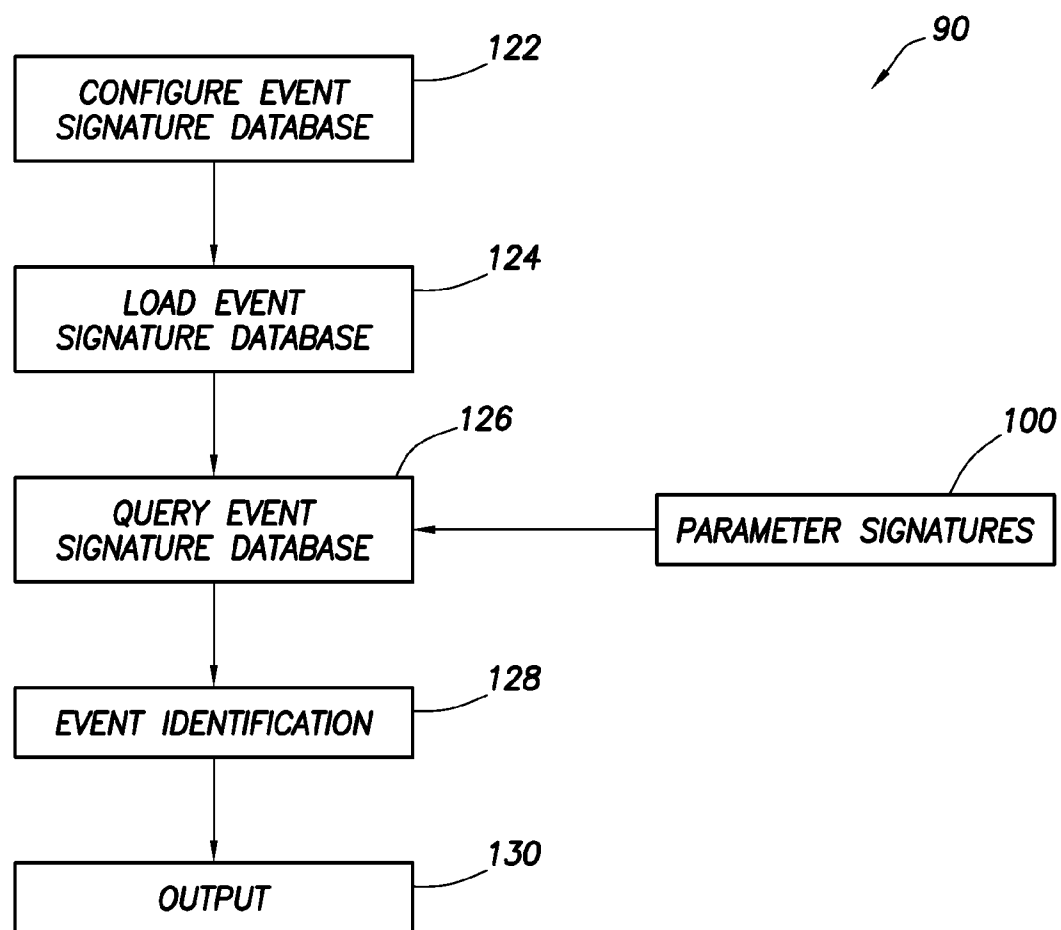 90
122
CONFIGURE EVENT
SIGNATURE DATABASE
124
LOAD EVENT
SIGNATURE DATABASE
126
QUERY EVENT
SIGNATURE DATABASE
100
PARAMETER SIGNATURES
128
EVENT IDENTIFICATION
130
OUTPUT